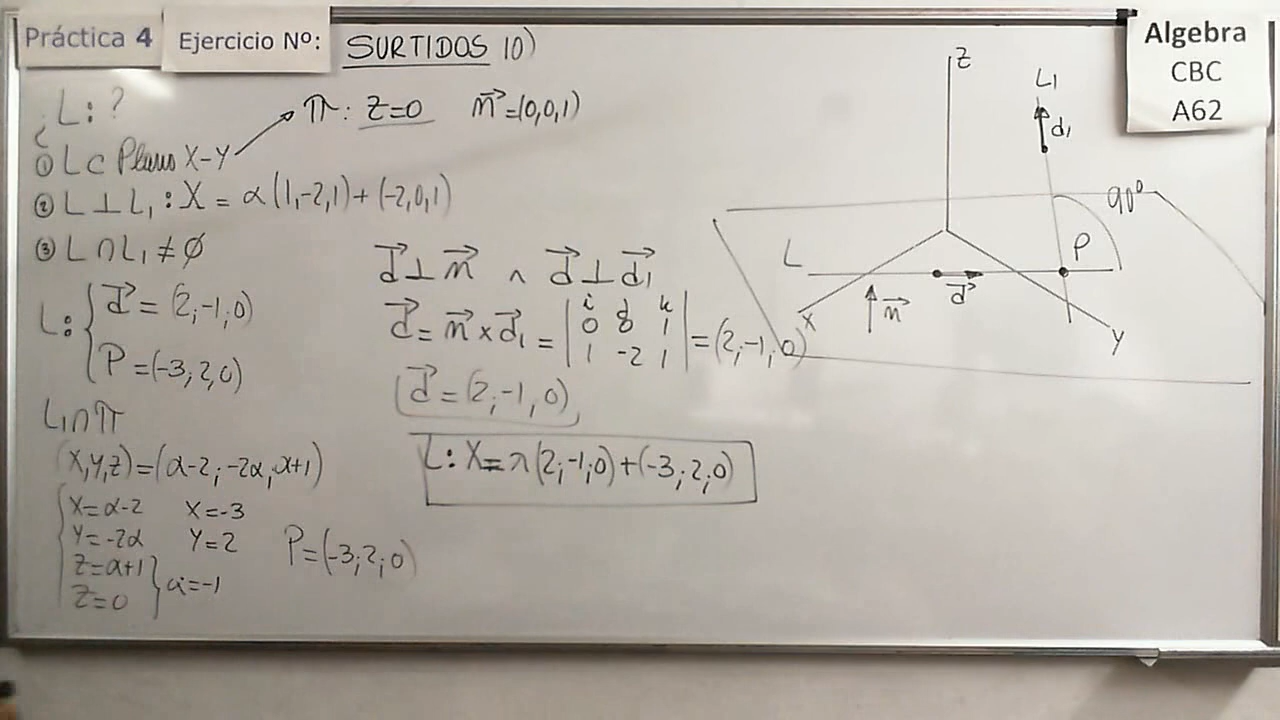 Práctica 4 Ejercicio Nº: SURTIDOS 10)
Algebra
CBC
A62
¿L:?
π: z=0 n⃗=(0,0,1)
① L⊂ Plano X-Y
② L⊥L₁: X = α(1,-2,1)+(-2,0,1)
③ L∩L₁≠∅
L: { d⃗=(2,-1,0)
P=(-3;2,0)
L₁∩π
(X,Y,Z)=(α-2;-2α;α+1)
X=α-2 X=-3
Y=-2α Y=2
Z=α+1 } α=-1
Z=0
P=(-3;2;0)
d⃗⊥n⃗ ∧ d⃗⊥d⃗₁
d⃗=n⃗×d⃗₁= | i j k | =(2;-1,0)
0 0 1
1 -2 1
d⃗=(2;-1,0)
L: X=λ(2;-1;0)+(-3;2;0)
z
L₁
d⃗₁
90°
P
L
d⃗
n⃗
X
Y